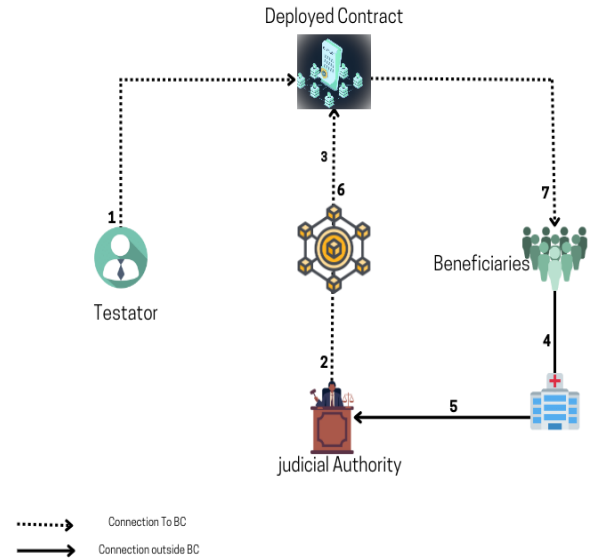 Deployed Contract
3
1
6
7
Beneficiaries
Testator
4
2
5
judicial Authority
Connection To BC
Connection outside BC